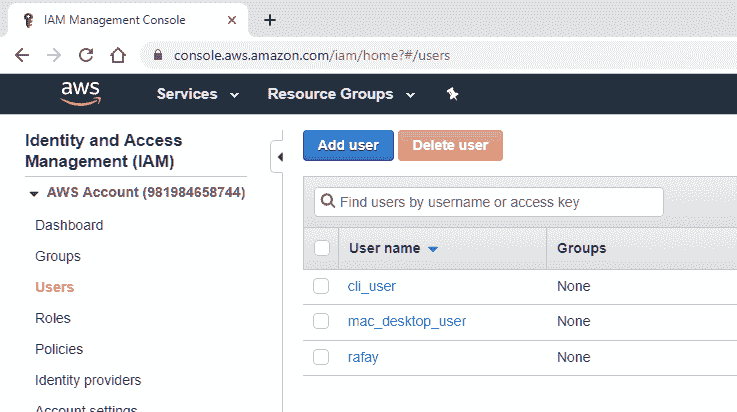 IAM Management Console
console.aws.amazon.com/iam/home?#/users
aws Services Resource Groups
Identity and Access
Management (IAM)
AWS Account (981984658744)
Dashboard
Groups
Users
Roles
Policies
Identity providers
Account settings
Add user Delete user
Find users by username or access key
User name Groups
cli_user None
mac_desktop_user None
rafay None